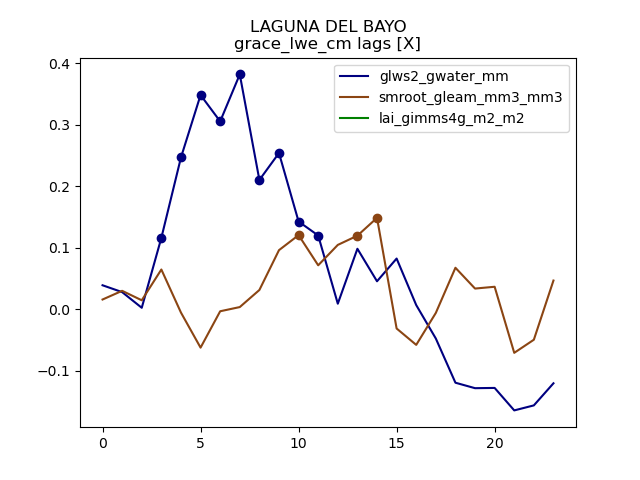 LAGUNA DEL BAYO
grace_lwe_cm lags [X]
glws2_gwater_mm
smroot_gleam_mm3_mm3
lai_gimms4g_m2_m2
0.4
0.3
0.2
0.1
0.0
−0.1
0
5
10
15
20